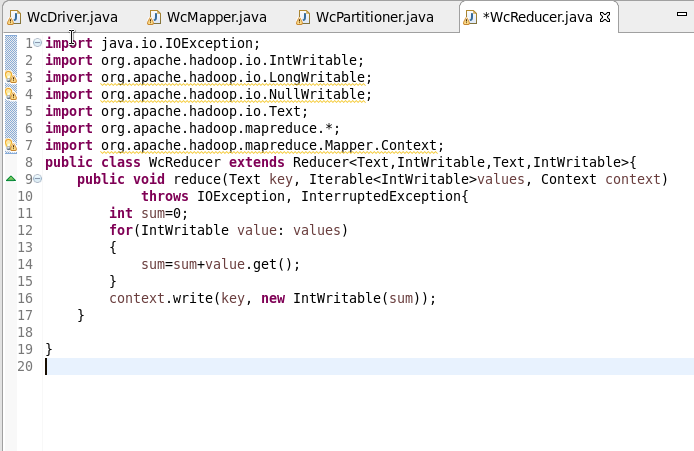 WcDriver.java WcMapper.java WcPartitioner.java *WcReducer.java
1 import java.io.IOException;
2 import org.apache.hadoop.io.IntWritable;
3 import org.apache.hadoop.io.LongWritable;
4 import org.apache.hadoop.io.NullWritable;
5 import org.apache.hadoop.io.Text;
6 import org.apache.hadoop.mapreduce.*;
7 import org.apache.hadoop.mapreduce.Mapper.Context;
8 public class WcReducer extends Reducer<Text,IntWritable,Text,IntWritable>{
9     public void reduce(Text key, Iterable<IntWritable>values, Context context)
10             throws IOException, InterruptedException{
11         int sum=0;
12         for(IntWritable value: values)
13         {
14             sum=sum+value.get();
15         }
16         context.write(key, new IntWritable(sum));
17     }
18
19 }
20